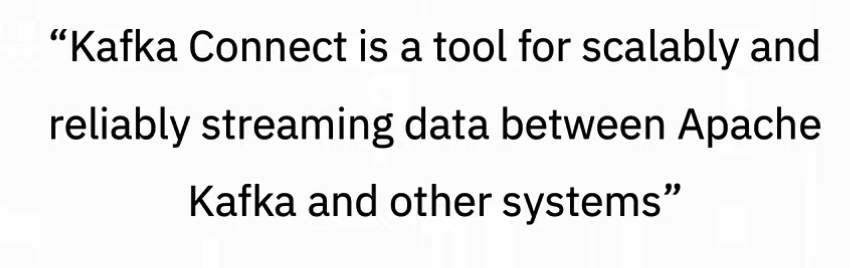 “Kafka Connect is a tool for scalably and
reliably streaming data between Apache
Kafka and other systems”